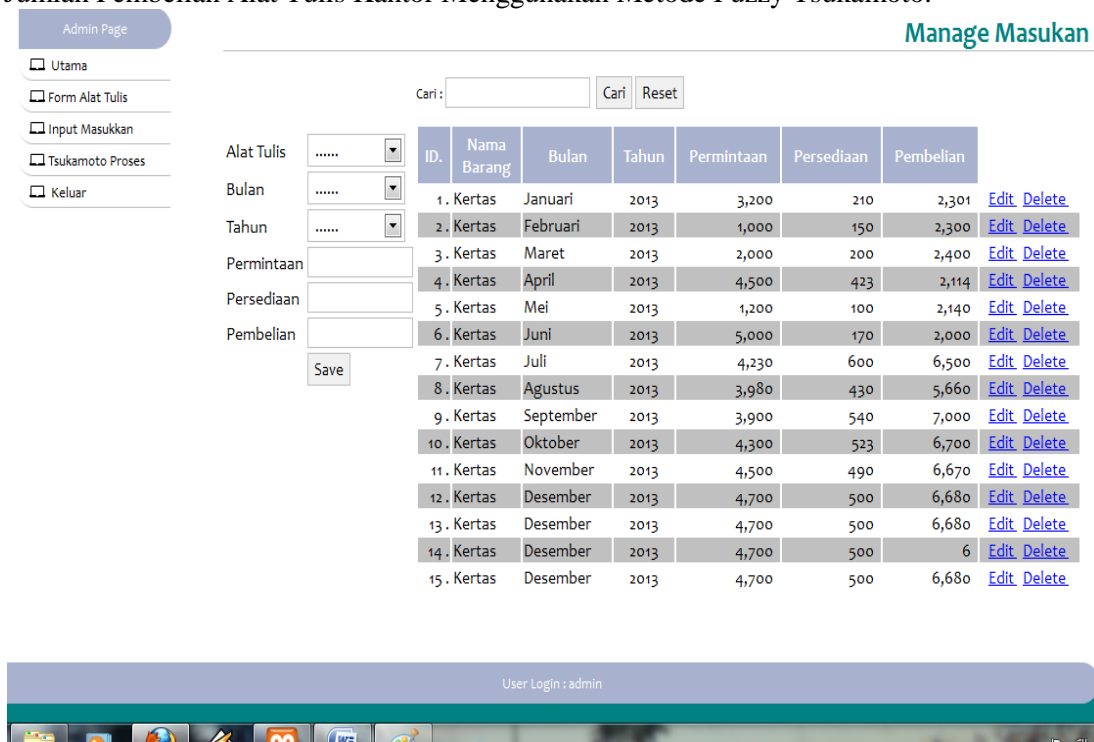 Jumlah Pembelian Alat Tulis Kantor Menggunakan Metode Fuzzy Tsukamoto.
Admin Page
Manage Masukan
Utama
Form Alat Tulis
Input Masukkan
Tsukamoto Proses
Keluar
Cari : Cari Reset
Alat Tulis ......
Bulan ......
Tahun ......
Permintaan
Persediaan
Pembelian
Save
ID. Nama Barang Bulan Tahun Permintaan Persediaan Pembelian
1. Kertas Januari 2013 3,200 210 2,301 Edit Delete
2. Kertas Februari 2013 1,000 150 2,300 Edit Delete
3. Kertas Maret 2013 2,000 200 2,400 Edit Delete
4. Kertas April 2013 4,500 423 2,114 Edit Delete
5. Kertas Mei 2013 1,200 100 2,140 Edit Delete
6. Kertas Juni 2013 5,000 170 2,000 Edit Delete
7. Kertas Juli 2013 4,230 600 6,500 Edit Delete
8. Kertas Agustus 2013 3,980 430 5,660 Edit Delete
9. Kertas September 2013 3,900 540 7,000 Edit Delete
10. Kertas Oktober 2013 4,300 523 6,700 Edit Delete
11. Kertas November 2013 4,500 490 6,670 Edit Delete
12. Kertas Desember 2013 4,700 500 6,680 Edit Delete
13. Kertas Desember 2013 4,700 500 6,680 Edit Delete
14. Kertas Desember 2013 4,700 500 6 Edit Delete
15. Kertas Desember 2013 4,700 500 6,680 Edit Delete
User Login : admin